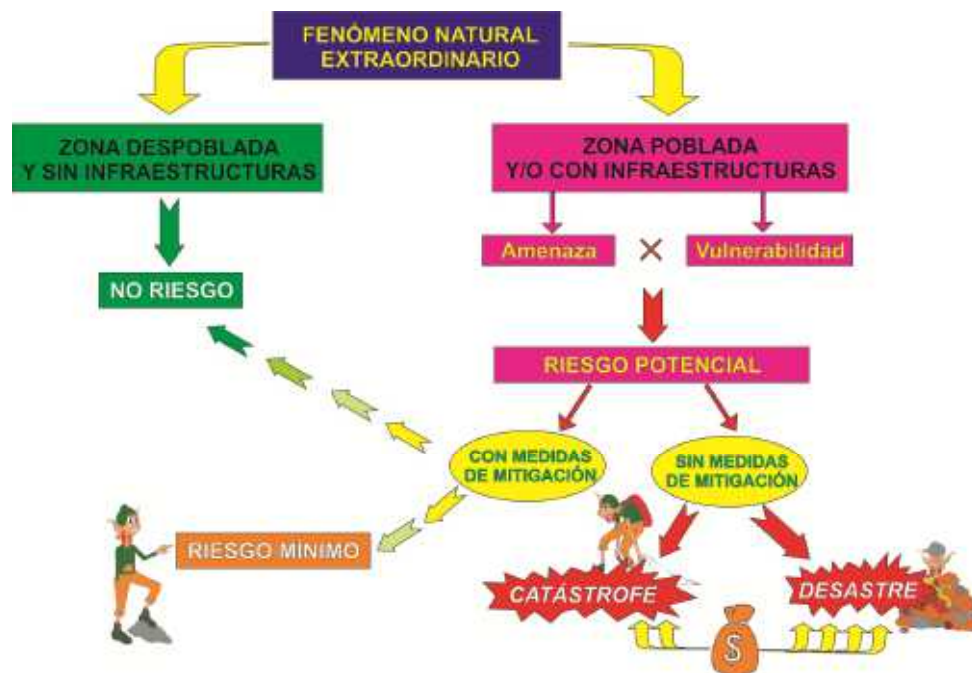 FENÓMENO NATURAL
EXTRAORDINARIO
ZONA DESPOBLADA
Y SIN INFRAESTRUCTURAS
ZONA POBLADA
Y/O CON INFRAESTRUCTURAS
Amenaza
×
Vulnerabilidad
NO RIESGO
RIESGO POTENCIAL
CON MEDIDAS
DE MITIGACIÓN
SIN MEDIDAS
DE MITIGACIÓN
RIESGO MÍNIMO
CATÁSTROFE
DESASTRE
$